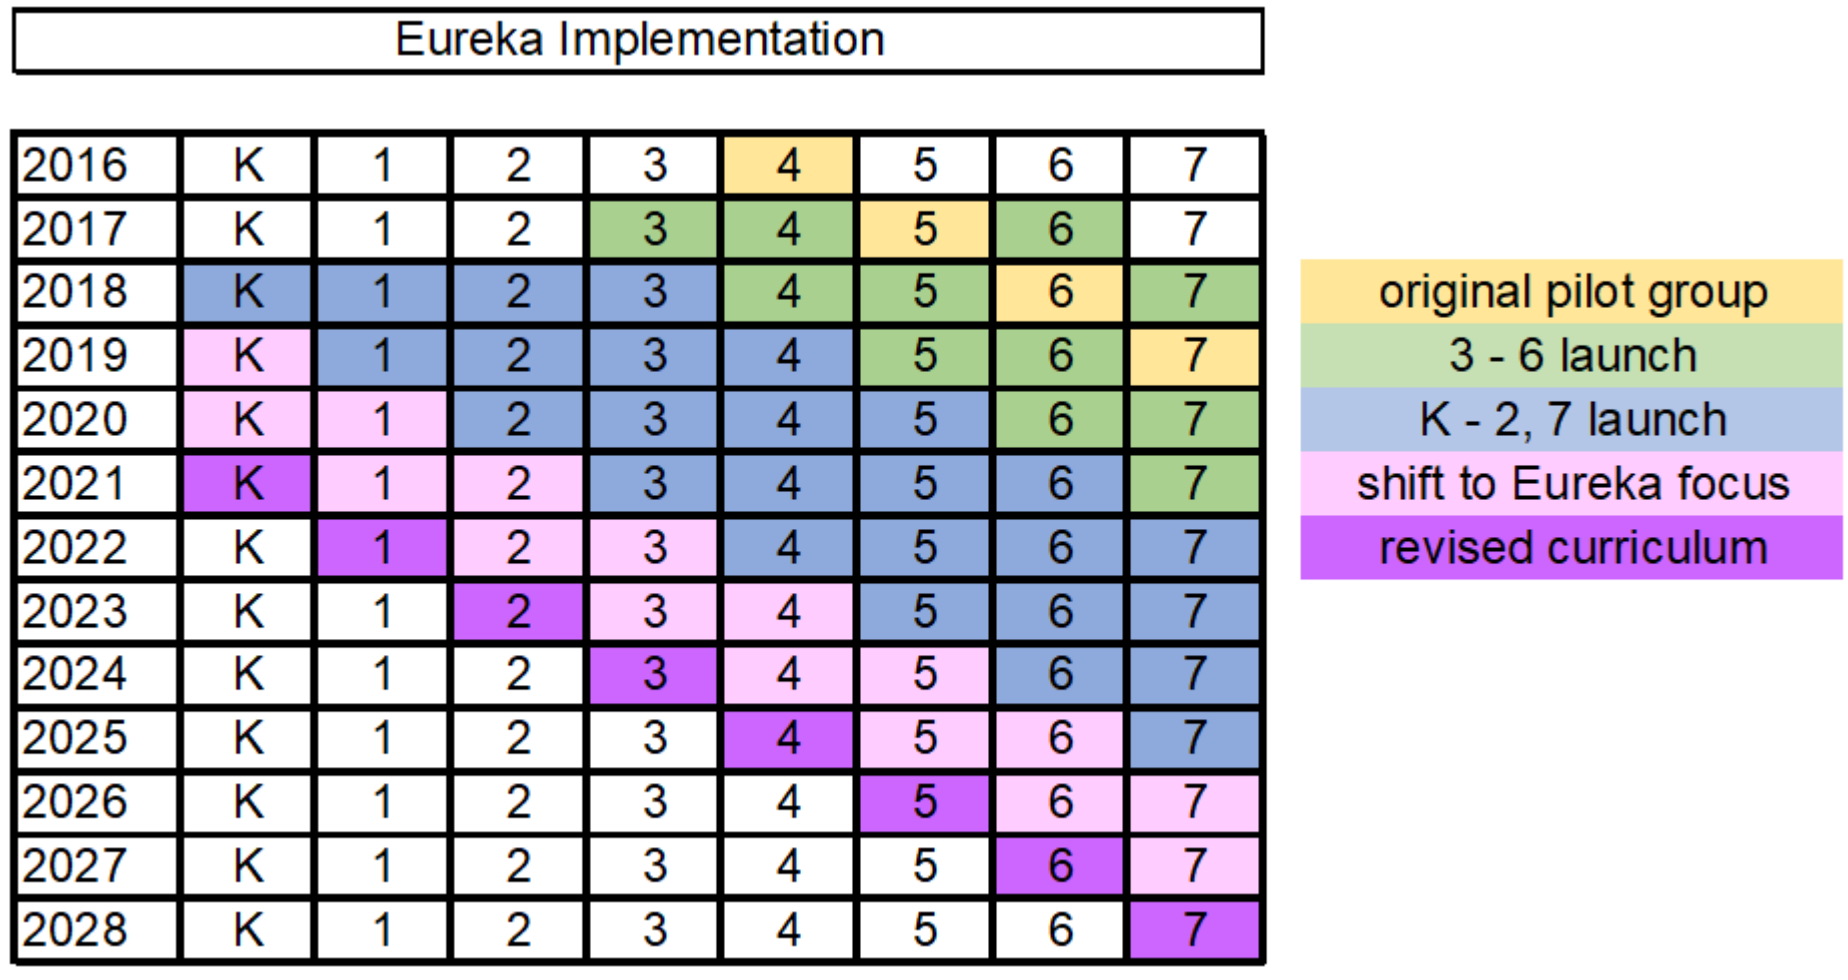 Eureka Implementation
2016 K 1 2 3 4 5 6 7
2017 K 1 2 3 4 5 6 7
2018 K 1 2 3 4 5 6 7
2019 K 1 2 3 4 5 6 7
2020 K 1 2 3 4 5 6 7
2021 K 1 2 3 4 5 6 7
2022 K 1 2 3 4 5 6 7
2023 K 1 2 3 4 5 6 7
2024 K 1 2 3 4 5 6 7
2025 K 1 2 3 4 5 6 7
2026 K 1 2 3 4 5 6 7
2027 K 1 2 3 4 5 6 7
2028 K 1 2 3 4 5 6 7
original pilot group
3 - 6 launch
K - 2, 7 launch
shift to Eureka focus
revised curriculum